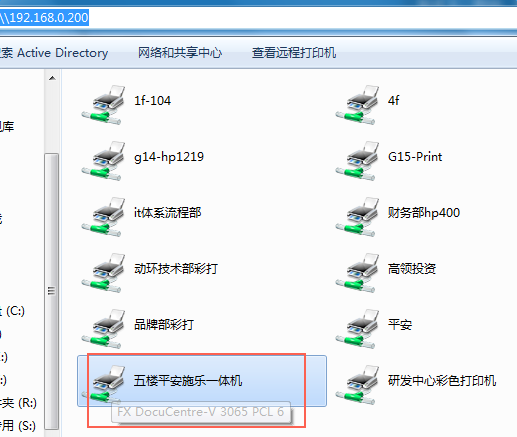 \\192.168.0.200
索 Active Directory 网络和共享中心 查看远程打印机
1f-104 4f
见库
g14-hp1219 G15-Print
it体系流程部 财务部hp400
动环技术部彩打 高领投资
(C:)
品牌部彩打 平安
:)
五楼平安施乐一体机 研发中心彩色打印机
:)
夹 (R:)
FX DocuCentre-V 3065 PCL 6
用 (S:)